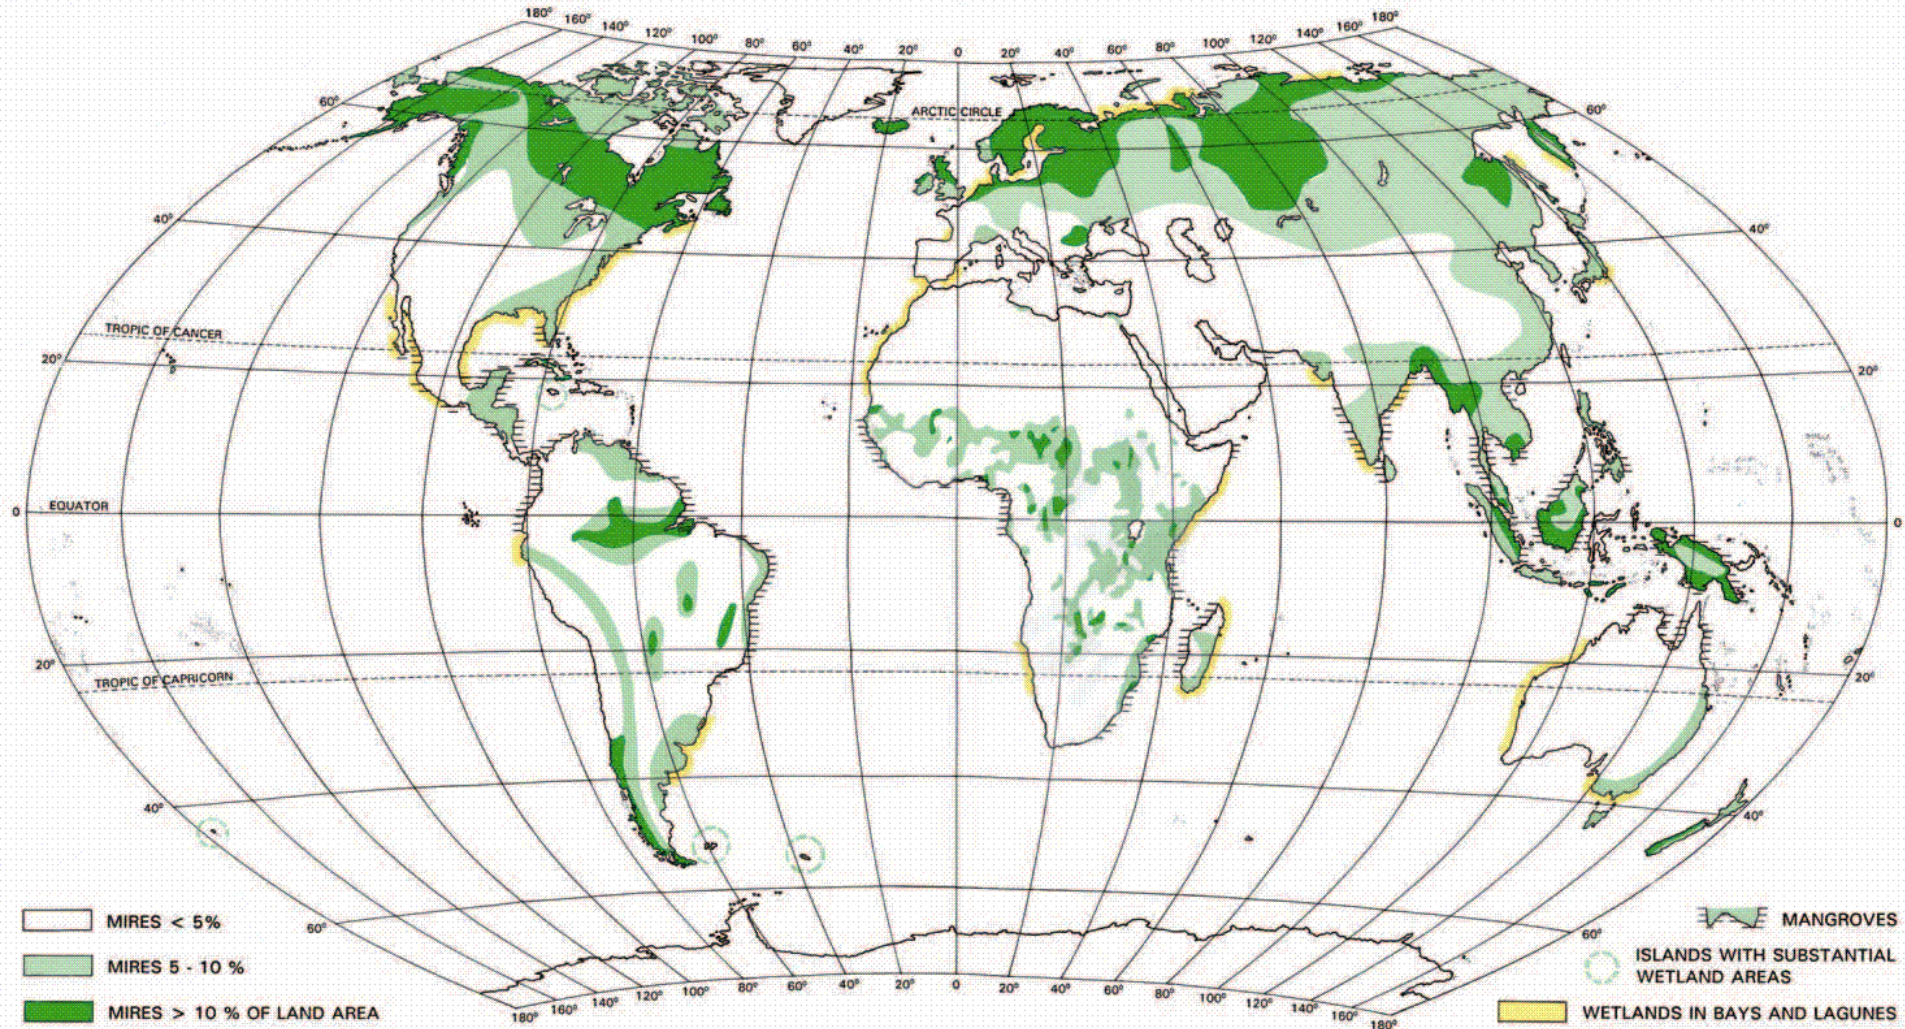 180° 160° 140° 120° 100° 80° 60° 40° 20° 0 20° 40° 60° 80° 100° 120° 140° 160° 180°
60° ARCTIC CIRCLE 60°
40° 40°
TROPIC OF CANCER
20° 20°
0 EQUATOR 0
20° 20°
TROPIC OF CAPRICORN
40° 40°
60° 60°
MIRES < 5%
MIRES 5 - 10 %
MIRES > 10 % OF LAND AREA
180° 160° 140° 120° 100° 80° 60° 40° 20° 0 20° 40° 60° 80° 100° 120° 140° 160° 180°
MANGROVES
ISLANDS WITH SUBSTANTIAL
WETLAND AREAS
WETLANDS IN BAYS AND LAGUNES